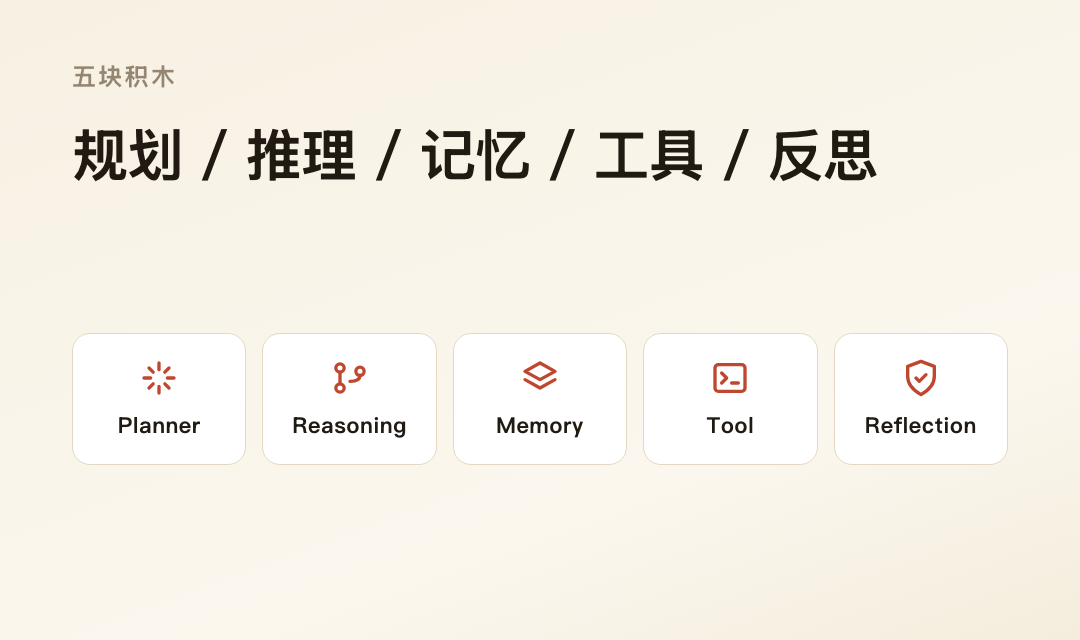 五块积木
规划 / 推理 / 记忆 / 工具 / 反思
Planner
Reasoning
Memory
Tool
Reflection